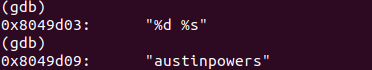 (gdb)
0x8049d03:      "%d %s"
(gdb)
0x8049d09:      "austinpowers"